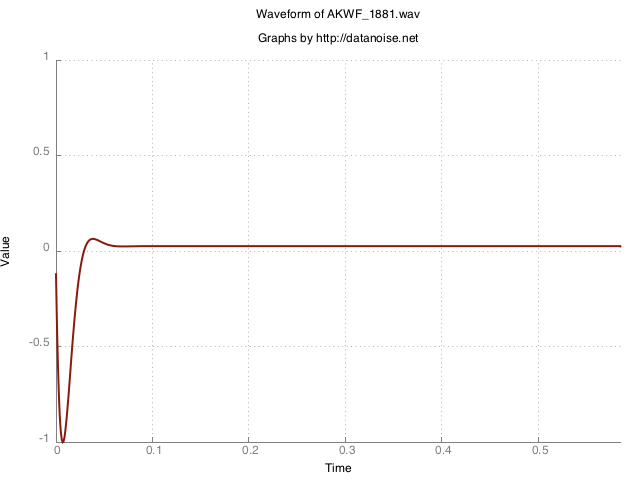 Waveform of AKWF_1881.wav
Graphs by http://datanoise.net
1
0.5
0
-0.5
-1
Value
0 0.1 0.2 0.3 0.4 0.5
Time